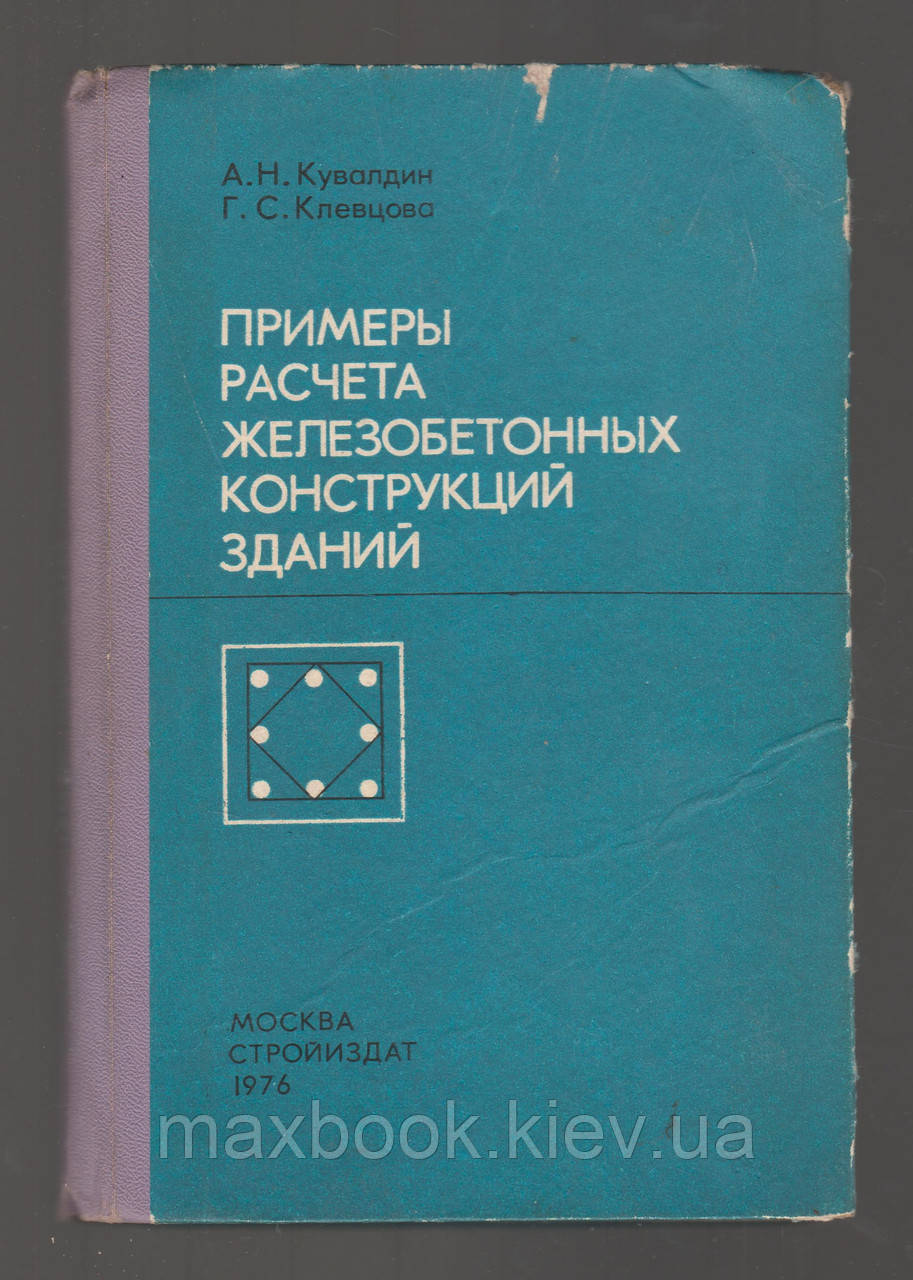 А.Н. Кувалдин
Г.С. Клевцова
ПРИМЕРЫ
РАСЧЕТА
ЖЕЛЕЗОБЕТОННЫХ
КОНСТРУКЦИЙ
ЗДАНИЙ
МОСКВА
СТРОЙИЗДАТ
1976
maxbook.kiev.ua